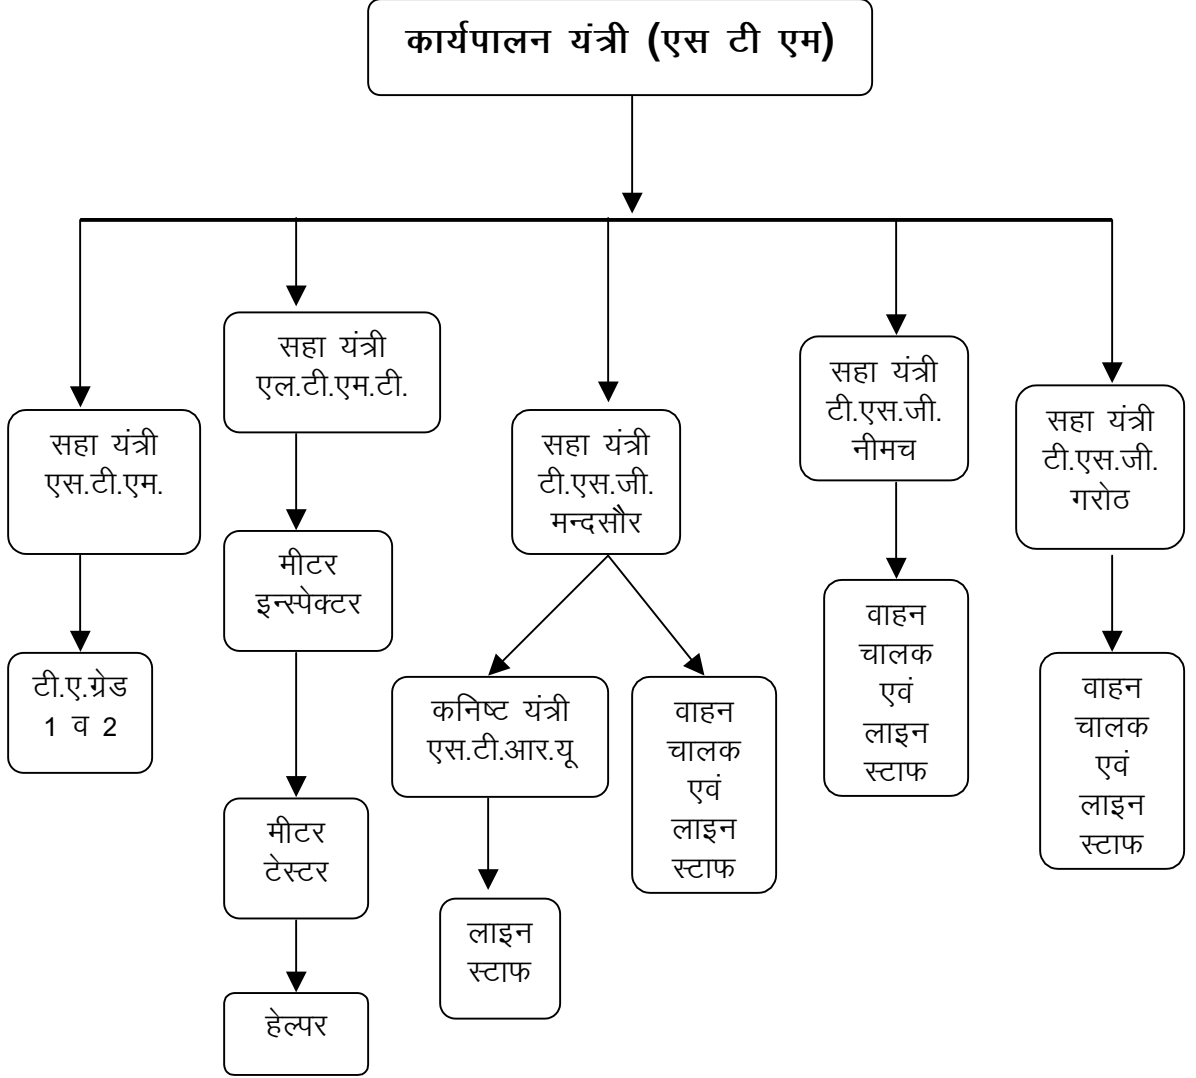 कार्यपालन यंत्री (एस टी एम)
सहा यंत्री
एस.टी.एम.
टी.ए.ग्रेड
1 व 2
सहा यंत्री
एल.टी.एम.टी.
मीटर
इन्स्पेक्टर
मीटर
टेस्टर
हेल्पर
सहा यंत्री
टी.एस.जी.
मन्दसौर
कनिष्ट यंत्री
एस.टी.आर.यू
लाइन
स्टाफ
वाहन
चालक
एवं
लाइन
स्टाफ
सहा यंत्री
टी.एस.जी.
नीमच
वाहन
चालक
एवं
लाइन
स्टाफ
सहा यंत्री
टी.एस.जी.
गरोठ
वाहन
चालक
एवं
लाइन
स्टाफ